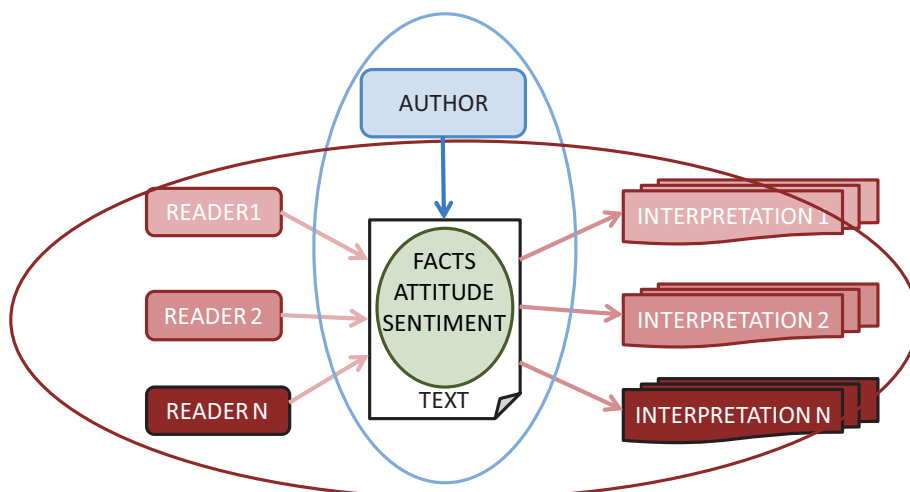 AUTHOR
READER1
READER 2
READER N
FACTS
ATTITUDE
SENTIMENT
TEXT
INTERPRETATION 1
INTERPRETATION 2
INTERPRETATION N